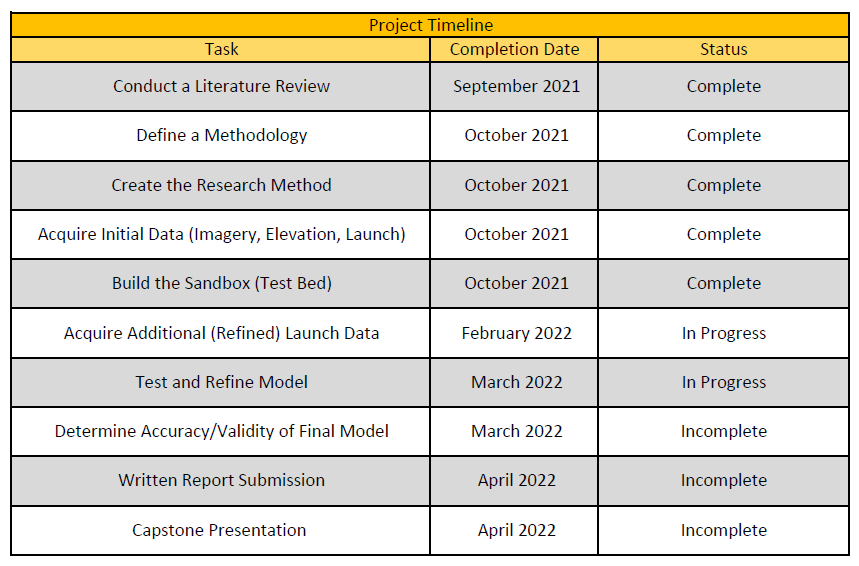 Project Timeline
Task Completion Date Status
Conduct a Literature Review September 2021 Complete
Define a Methodology October 2021 Complete
Create the Research Method October 2021 Complete
Acquire Initial Data (Imagery, Elevation, Launch) October 2021 Complete
Build the Sandbox (Test Bed) October 2021 Complete
Acquire Additional (Refined) Launch Data February 2022 In Progress
Test and Refine Model March 2022 In Progress
Determine Accuracy/Validity of Final Model March 2022 Incomplete
Written Report Submission April 2022 Incomplete
Capstone Presentation April 2022 Incomplete